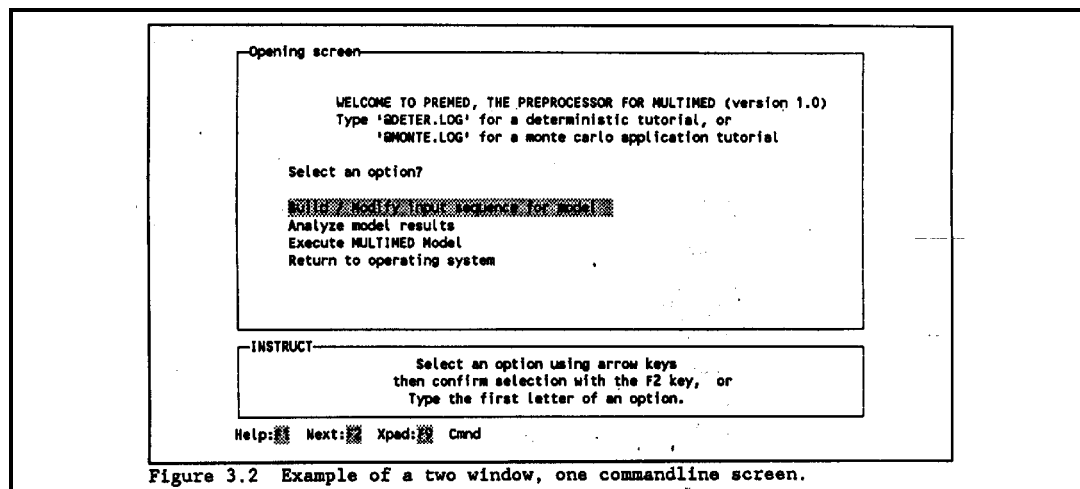 Opening screen
WELCOME TO PREMED, THE PREPROCESSOR FOR MULTIMED (version 1.0)
Type '@DETER.LOG' for a deterministic tutorial, or
'@MONTE.LOG' for a monte carlo application tutorial
Select an option?
Build / Modify input sequence for model
Analyze model results
Execute MULTIMED Model
Return to operating system
INSTRUCT
Select an option using arrow keys
then confirm selection with the F2 key, or
Type the first letter of an option.
Help:F1 Next:F2 Xpad:F9 Cmnd
Figure 3.2 Example of a two window, one commandline screen.